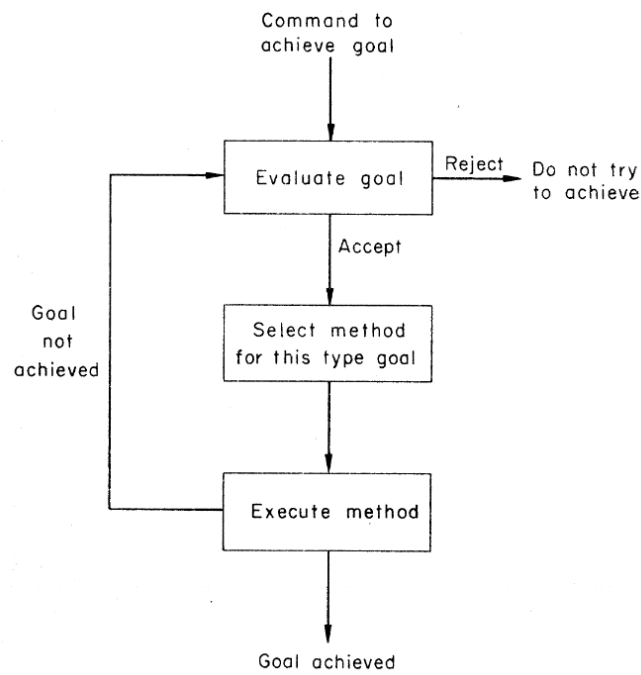 Command to
achieve goal
Evaluate goal
Reject
Do not try
to achieve
Accept
Goal
not
achieved
Select method
for this type goal
Execute method
Goal achieved